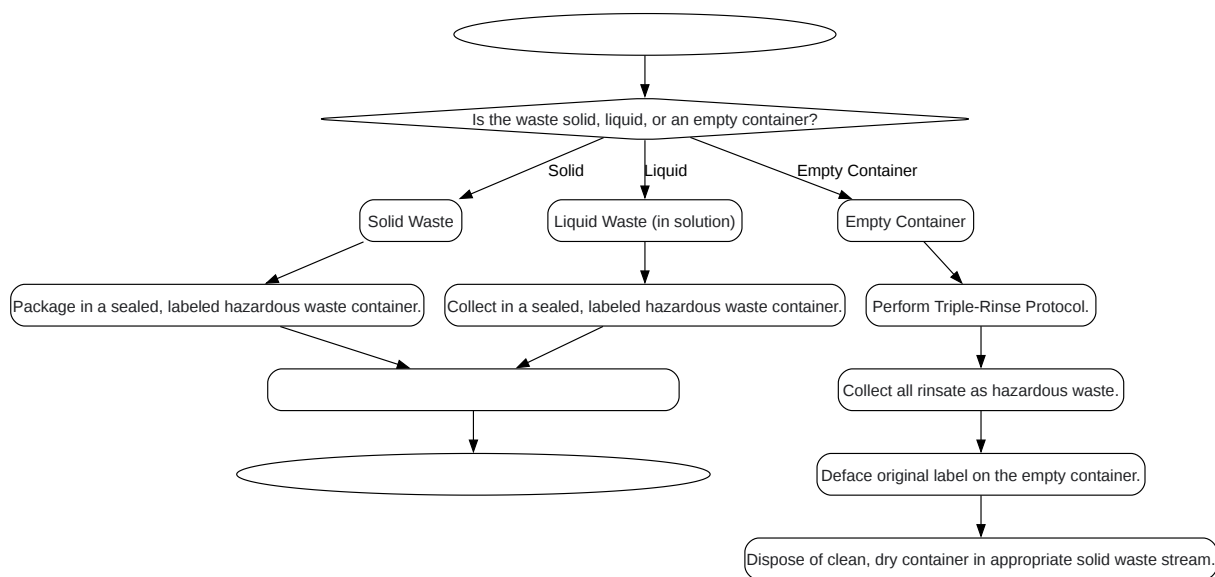 Is the waste solid, liquid, or an empty container?
Solid
Liquid
Empty Container
Solid Waste
Liquid Waste (in solution)
Empty Container
Package in a sealed, labeled hazardous waste container.
Collect in a sealed, labeled hazardous waste container.
Perform Triple-Rinse Protocol.
Collect all rinsate as hazardous waste.
Deface original label on the empty container.
Dispose of clean, dry container in appropriate solid waste stream.